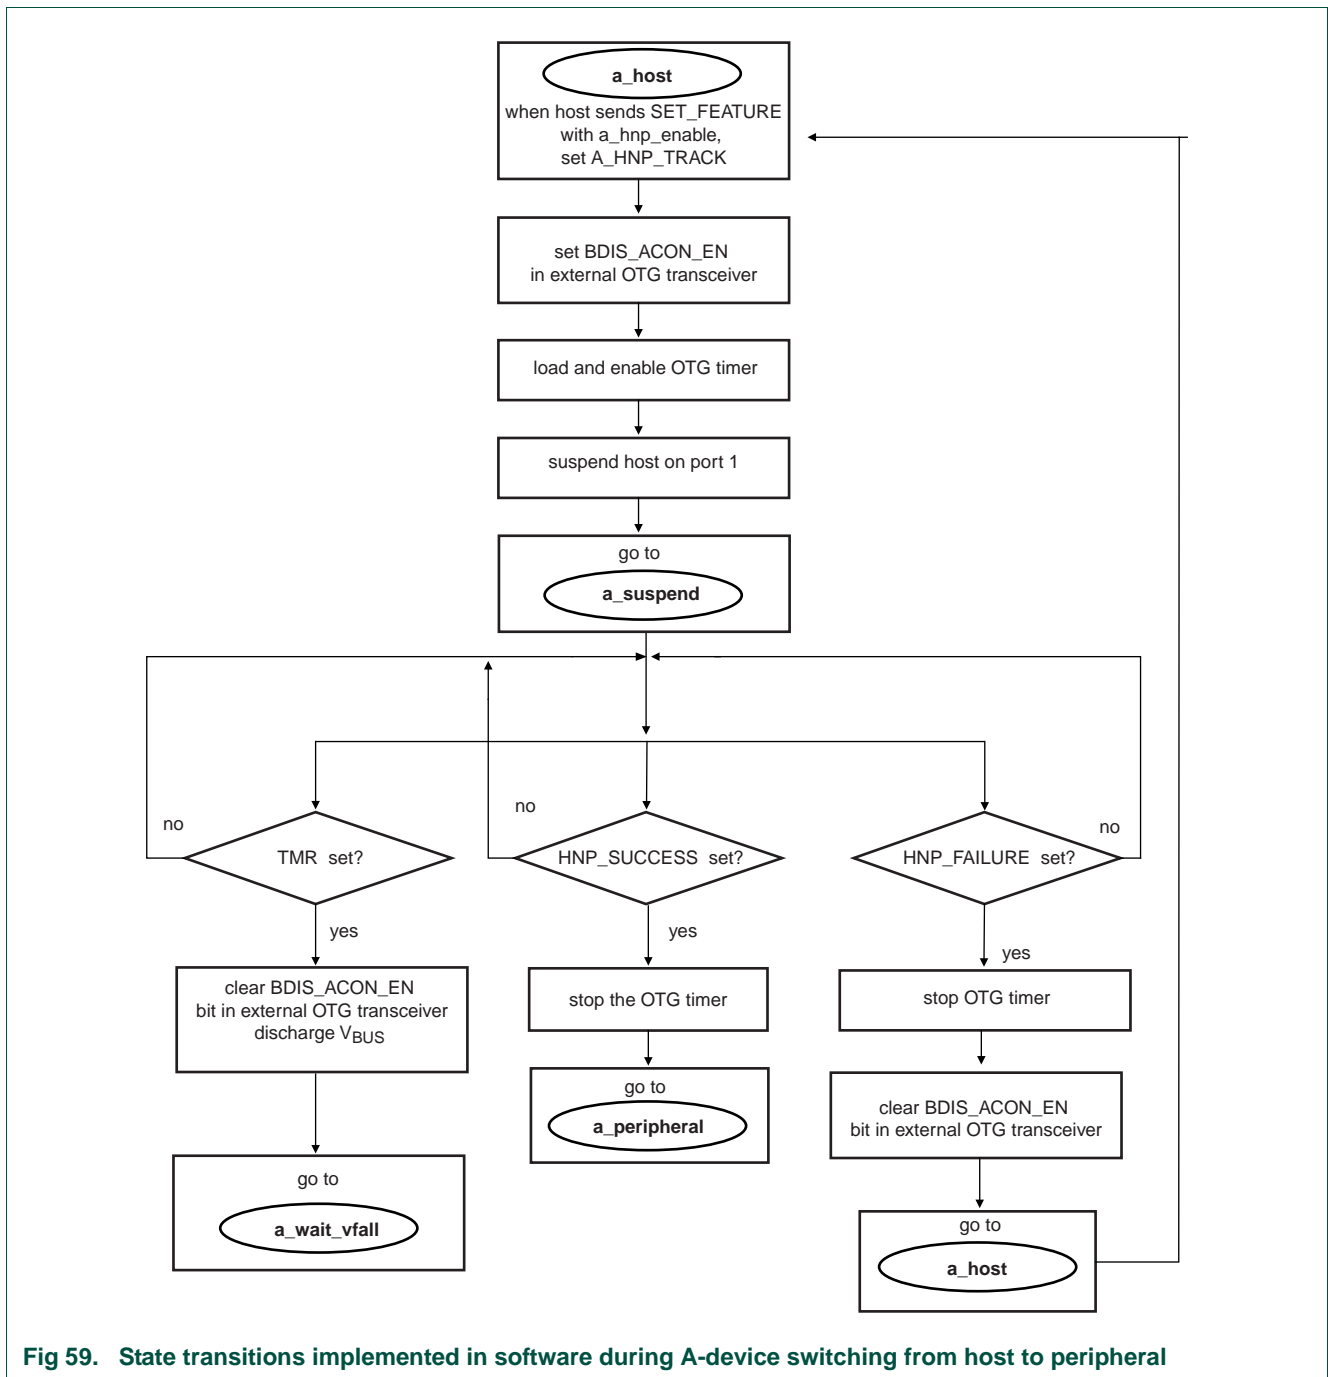 a_host
when host sends SET_FEATURE
with a_hnp_enable,
set A_HNP_TRACK
set BDIS_ACON_EN
in external OTG transceiver
load and enable OTG timer
suspend host on port 1
go to
a_suspend
no
TMR set?
yes
no
HNP_SUCCESS set?
yes
no
HNP_FAILURE set?
yes
clear BDIS_ACON_EN
bit in external OTG transceiver
discharge VBUS
go to
a_wait_vfall
stop the OTG timer
go to
a_peripheral
stop OTG timer
clear BDIS_ACON_EN
bit in external OTG transceiver
go to
a_host
Fig 59. State transitions implemented in software during A-device switching from host to peripheral